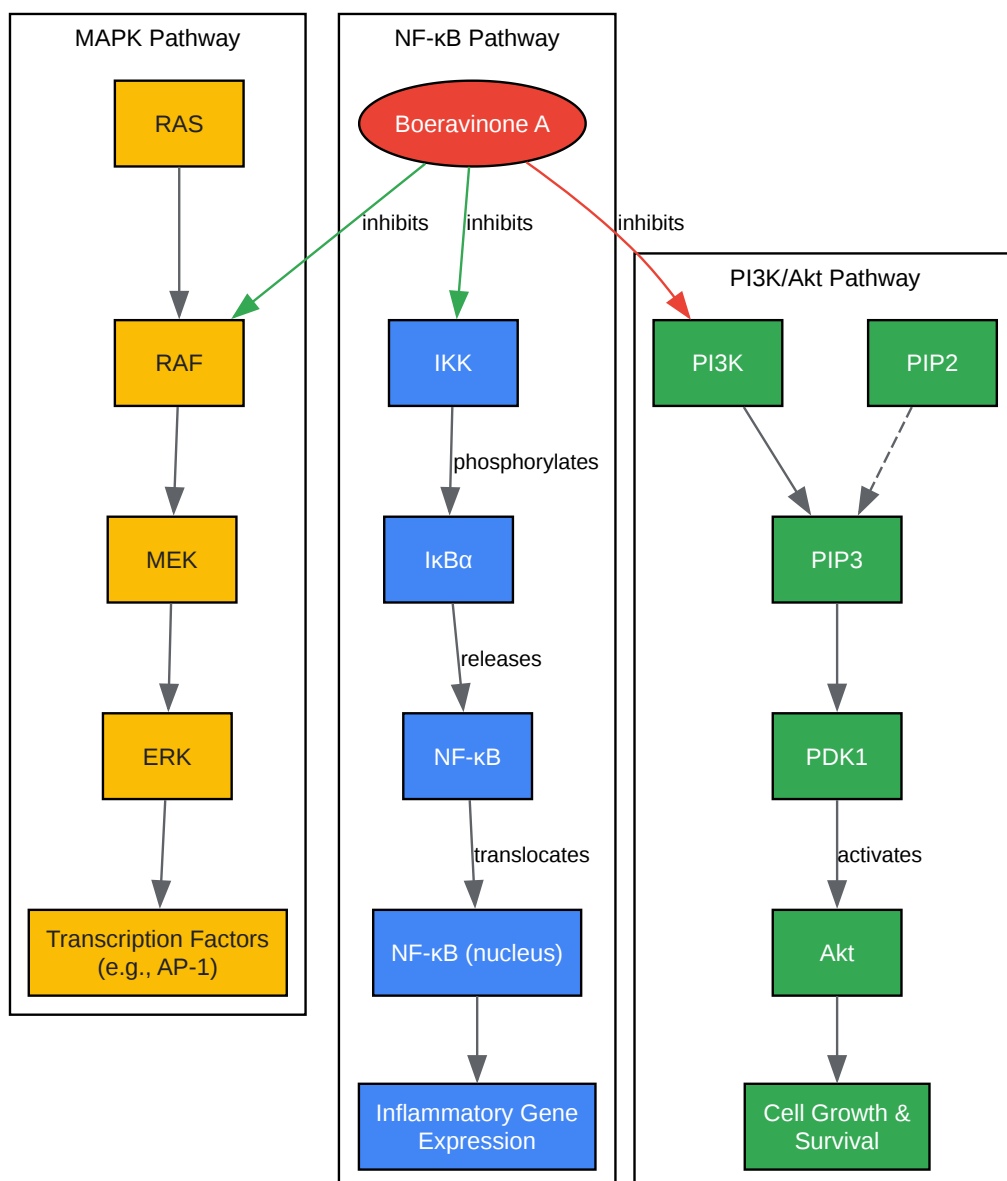 MAPK Pathway
RAS
RAF
MEK
ERK
Transcription Factors
(e.g., AP-1)
NF-κB Pathway
Boeravinone A
inhibits
inhibits
inhibits
IKK
phosphorylates
IκBα
releases
NF-κB
translocates
NF-κB (nucleus)
Inflammatory Gene
Expression
PI3K/Akt Pathway
PI3K
PIP2
PIP3
PDK1
activates
Akt
Cell Growth &
Survival